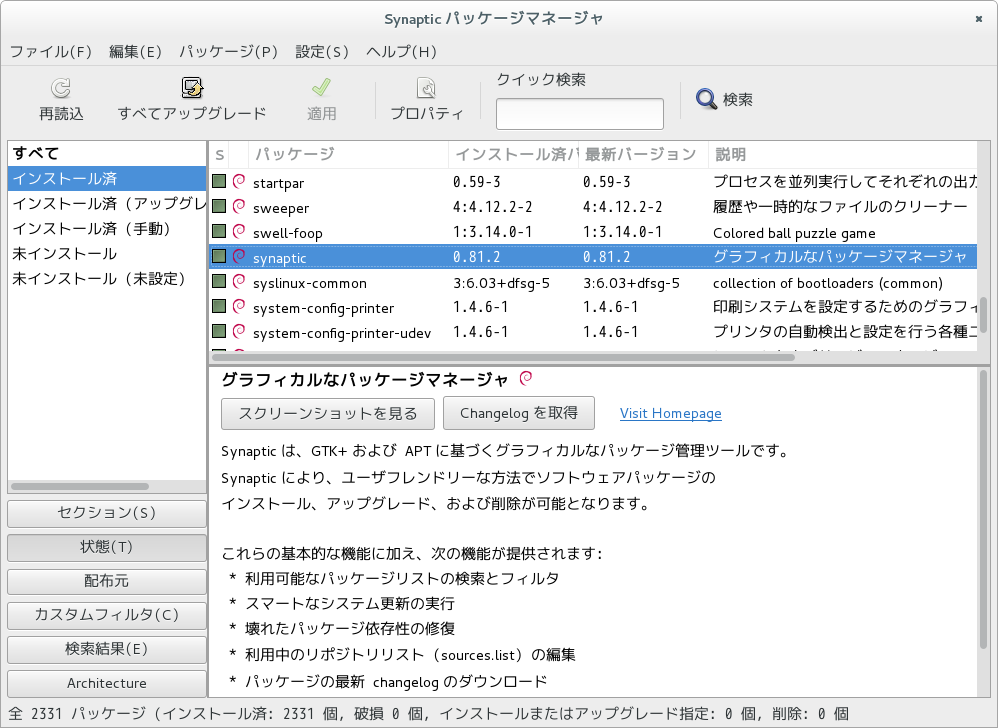 Synaptic パッケージマネージャ
ファイル(F) 編集(E) パッケージ(P) 設定(S) ヘルプ(H)
再読込 すべてアップグレード 適用 プロパティ クイック検索 検索
すべて
インストール済
インストール済（アップグレ
インストール済（手動）
未インストール
未インストール（未設定）
S パッケージ インストール済バ 最新バージョン 説明
startpar 0.59-3 0.59-3 プロセスを並列実行してそれぞれの出力
sweeper 4:4.12.2-2 4:4.12.2-2 履歴や一時的なファイルのクリーナー
swell-foop 1:3.14.0-1 1:3.14.0-1 Colored ball puzzle game
synaptic 0.81.2 0.81.2 グラフィカルなパッケージマネージャ
syslinux-common 3:6.03+dfsg-5 3:6.03+dfsg-5 collection of bootloaders (common)
system-config-printer 1.4.6-1 1.4.6-1 印刷システムを設定するためのグラフィ
system-config-printer-udev 1.4.6-1 1.4.6-1 プリンタの自動検出と設定を行う各種ユ
グラフィカルなパッケージマネージャ
スクリーンショットを見る Changelog を取得 Visit Homepage
Synaptic は、GTK+ および APT に基づくグラフィカルなパッケージ管理ツールです。
Synaptic により、ユーザフレンドリーな方法でソフトウェアパッケージの
インストール、アップグレード、および削除が可能となります。
これらの基本的な機能に加え、次の機能が提供されます:
* 利用可能なパッケージリストの検索とフィルタ
* スマートなシステム更新の実行
* 壊れたパッケージ依存性の修復
* 利用中のリポジトリリスト（sources.list）の編集
* パッケージの最新 changelog のダウンロード
セクション(S)
状態(T)
配布元
カスタムフィルタ(C)
検索結果(E)
Architecture
全 2331 パッケージ (インストール済: 2331 個, 破損 0 個, インストールまたはアップグレード指定: 0 個, 削除: 0 個